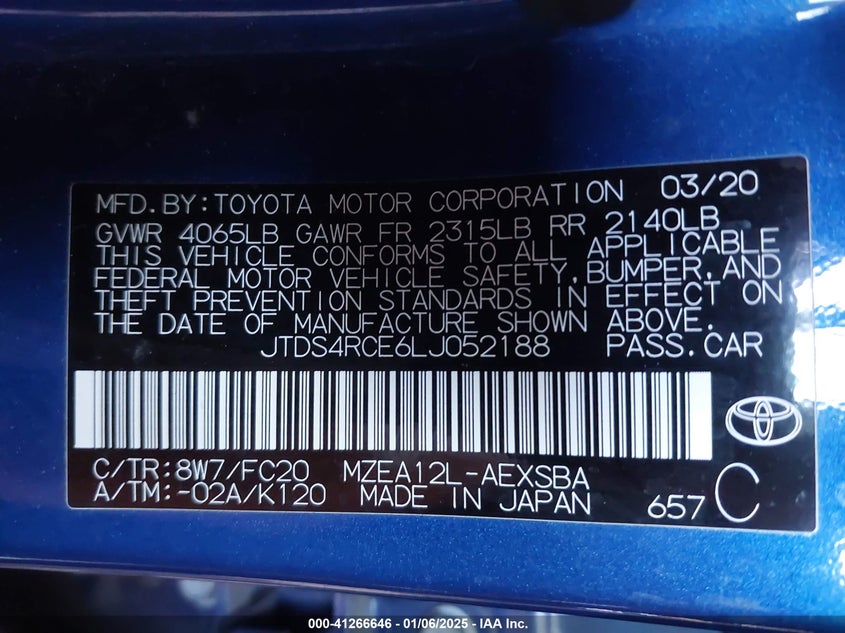 MFD.BY:TOYOTA MOTOR CORPORATION 03/20
GVWR 4065LB GAWR FR 2315LB RR 2140LB
THIS VEHICLE CONFORMS TO ALL APPLICABLE
FEDERAL MOTOR VEHICLE SAFETY,BUMPER,AND
THEFT PREVENTION STANDARDS IN EFFECT ON
THE DATE OF MANUFACTURE SHOWN ABOVE.
JTDS4RCE6LJ052188 PASS.CAR
C/TR:8W7/FC20 MZEA12L-AEXSBA
A/TM:-02A/K120 MADE IN JAPAN 657 C
000-41266646 - 01/06/2025 - IAA Inc.